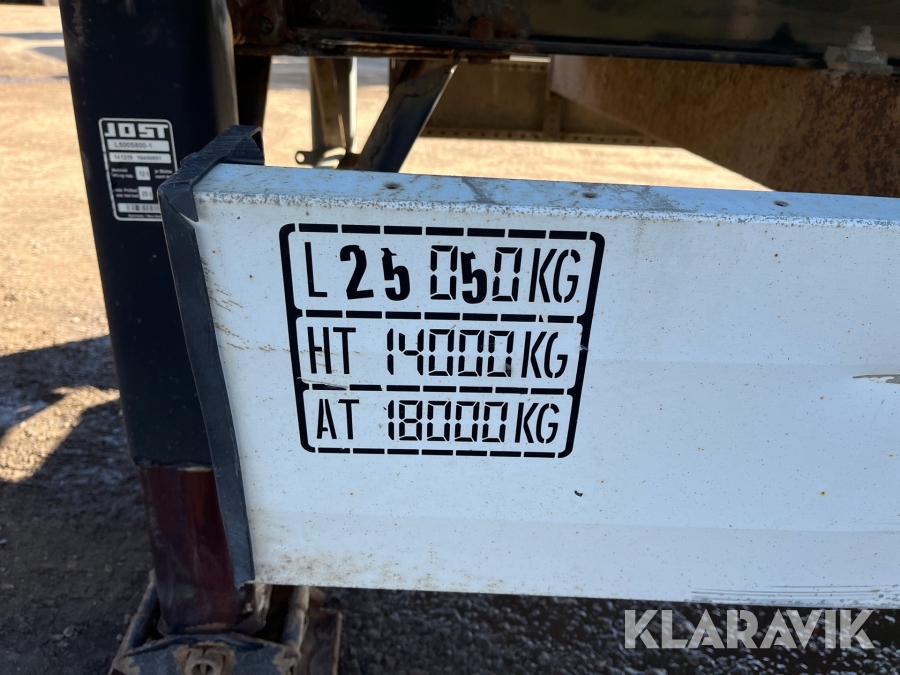 JOST
L 25 050 KG
HT 14000 KG
AT 18000 KG
KLARAVIK